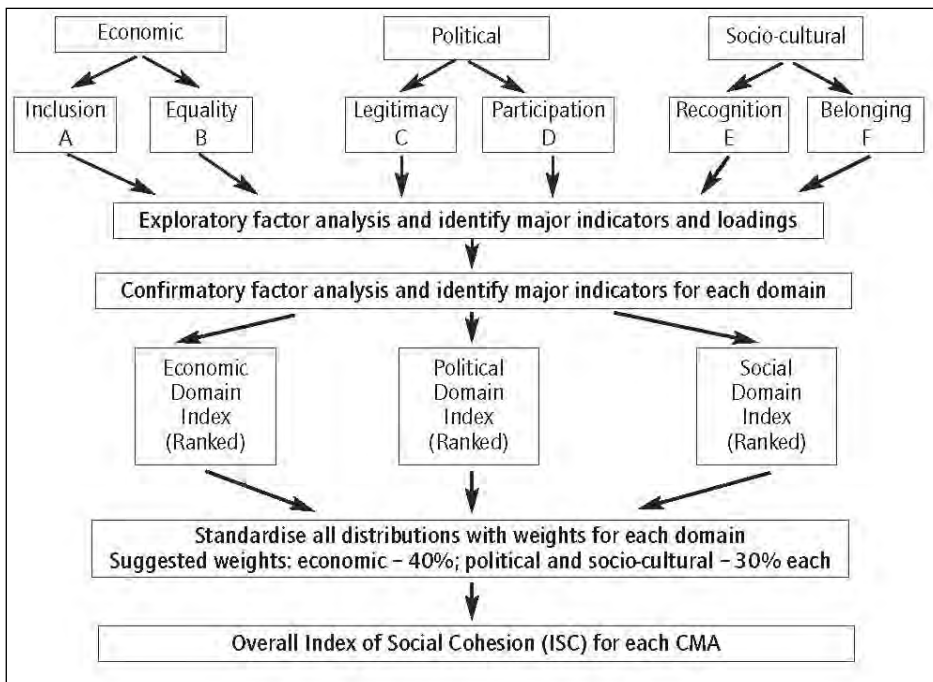 Economic
Political
Socio-cultural
Inclusion
A
Equality
B
Legitimacy
C
Participation
D
Recognition
E
Belonging
F
Exploratory factor analysis and identify major indicators and loadings
Confirmatory factor analysis and identify major indicators for each domain
Economic
Domain
Index
(Ranked)
Political
Domain
Index
(Ranked)
Social
Domain
Index
(Ranked)
Standardise all distributions with weights for each domain
Suggested weights: economic – 40%; political and socio-cultural – 30% each
Overall Index of Social Cohesion (ISC) for each CMA